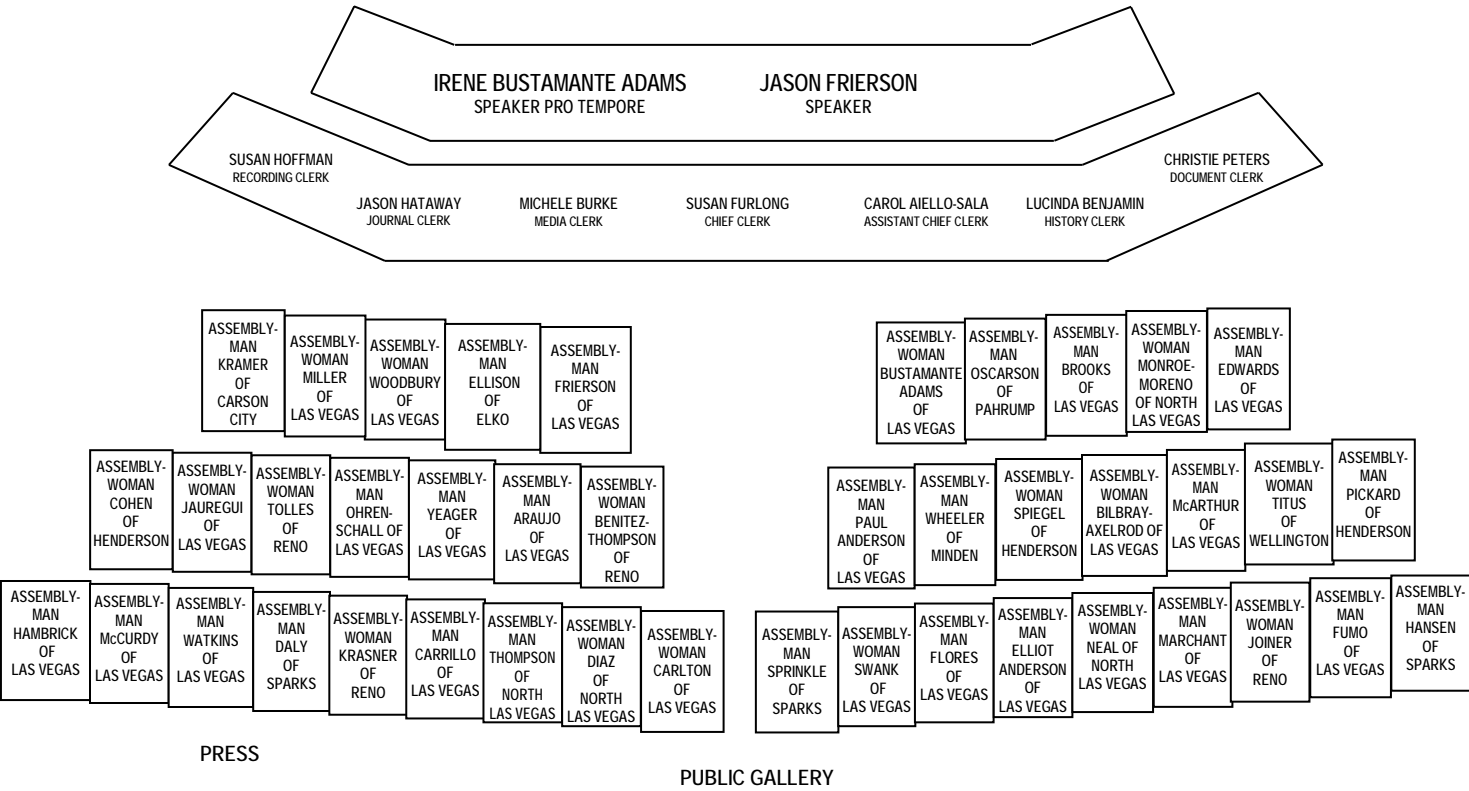 IRENE BUSTAMANTE ADAMS
SPEAKER PRO TEMPORE
JASON FRIERSON
SPEAKER
SUSAN HOFFMAN
RECORDING CLERK
JASON HATAWAY
JOURNAL CLERK
MICHELE BURKE
MEDIA CLERK
SUSAN FURLONG
CHIEF CLERK
CAROL AIELLO-SALA
ASSISTANT CHIEF CLERK
LUCINDA BENJAMIN
HISTORY CLERK
CHRISTIE PETERS
DOCUMENT CLERK
ASSEMBLY-
MAN
KRAMER
OF
CARSON
CITY
ASSEMBLY-
WOMAN
MILLER
OF
LAS VEGAS
ASSEMBLY-
WOMAN
WOODBURY
OF
LAS VEGAS
ASSEMBLY-
MAN
ELLISON
OF
ELKO
ASSEMBLY-
MAN
FRIERSON
OF
LAS VEGAS
ASSEMBLY-
WOMAN
BUSTAMANTE
ADAMS
OF
LAS VEGAS
ASSEMBLY-
MAN
OSCARSON
OF
PAHRUMP
ASSEMBLY-
MAN
BROOKS
OF
LAS VEGAS
ASSEMBLY-
WOMAN
MONROE-
MORENO
OF NORTH
LAS VEGAS
ASSEMBLY-
MAN
EDWARDS
OF
LAS VEGAS
ASSEMBLY-
WOMAN
COHEN
OF
HENDERSON
ASSEMBLY-
WOMAN
JAUREGUI
OF
LAS VEGAS
ASSEMBLY-
WOMAN
TOLLES
OF
RENO
ASSEMBLY-
MAN
OHREN-
SCHALL OF
LAS VEGAS
ASSEMBLY-
MAN
YEAGER
OF
LAS VEGAS
ASSEMBLY-
MAN
ARAUJO
OF
LAS VEGAS
ASSEMBLY-
WOMAN
BENITEZ-
THOMPSON
OF
RENO
ASSEMBLY-
MAN
PAUL
ANDERSON
OF
LAS VEGAS
ASSEMBLY-
MAN
WHEELER
OF
MINDEN
ASSEMBLY-
WOMAN
SPIEGEL
OF
HENDERSON
ASSEMBLY-
WOMAN
BILBRAY-
AXELROD OF
LAS VEGAS
ASSEMBLY-
MAN
McARTHUR
OF
LAS VEGAS
ASSEMBLY-
WOMAN
TITUS
OF
WELLINGTON
ASSEMBLY-
MAN
PICKARD
OF
HENDERSON
ASSEMBLY-
MAN
HAMBRICK
OF
LAS VEGAS
ASSEMBLY-
MAN
McCURDY
OF
LAS VEGAS
ASSEMBLY-
MAN
WATKINS
OF
LAS VEGAS
ASSEMBLY-
MAN
DALY
OF
SPARKS
ASSEMBLY-
WOMAN
KRASNER
OF
RENO
ASSEMBLY-
MAN
CARRILLO
OF
LAS VEGAS
ASSEMBLY-
MAN
THOMPSON
OF
NORTH
LAS VEGAS
ASSEMBLY-
WOMAN
DIAZ
OF
NORTH
LAS VEGAS
ASSEMBLY-
WOMAN
CARLTON
OF
LAS VEGAS
ASSEMBLY-
MAN
SPRINKLE
OF
SPARKS
ASSEMBLY-
WOMAN
SWANK
OF
LAS VEGAS
ASSEMBLY-
MAN
FLORES
OF
LAS VEGAS
ASSEMBLY-
MAN
ELLIOT
ANDERSON
OF
LAS VEGAS
ASSEMBLY-
WOMAN
NEAL OF
NORTH
LAS VEGAS
ASSEMBLY-
MAN
MARCHANT
OF
LAS VEGAS
ASSEMBLY-
WOMAN
JOINER
OF
RENO
ASSEMBLY-
MAN
FUMO
OF
LAS VEGAS
ASSEMBLY-
MAN
HANSEN
OF
SPARKS
PRESS
PUBLIC GALLERY